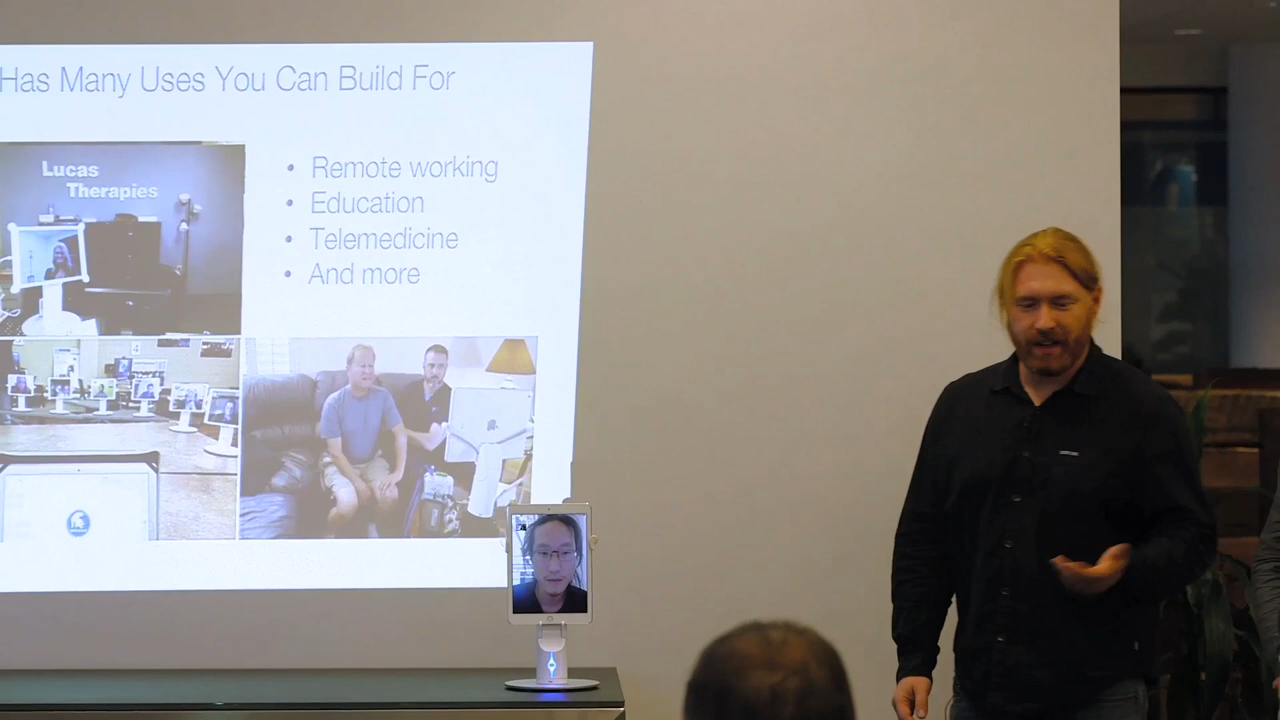 Has Many Uses You Can Build For
Lucas
Therapies
• Remote working
• Education
• Telemedicine
• And more